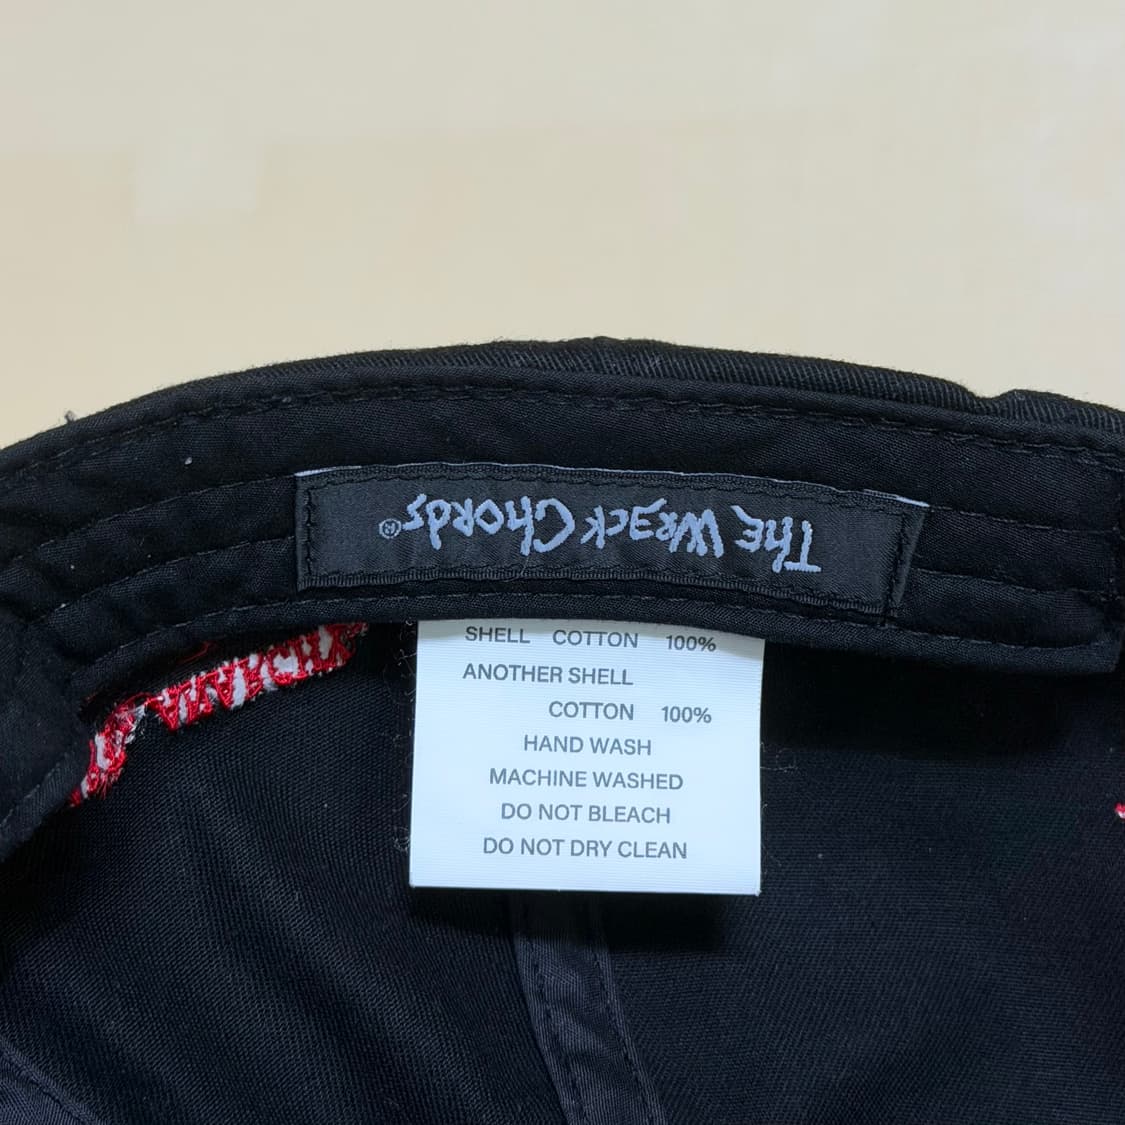 The Wreck Chords®
SHELL COTTON 100%
ANOTHER SHELL
COTTON 100%
HAND WASH
MACHINE WASHED
DO NOT BLEACH
DO NOT DRY CLEAN